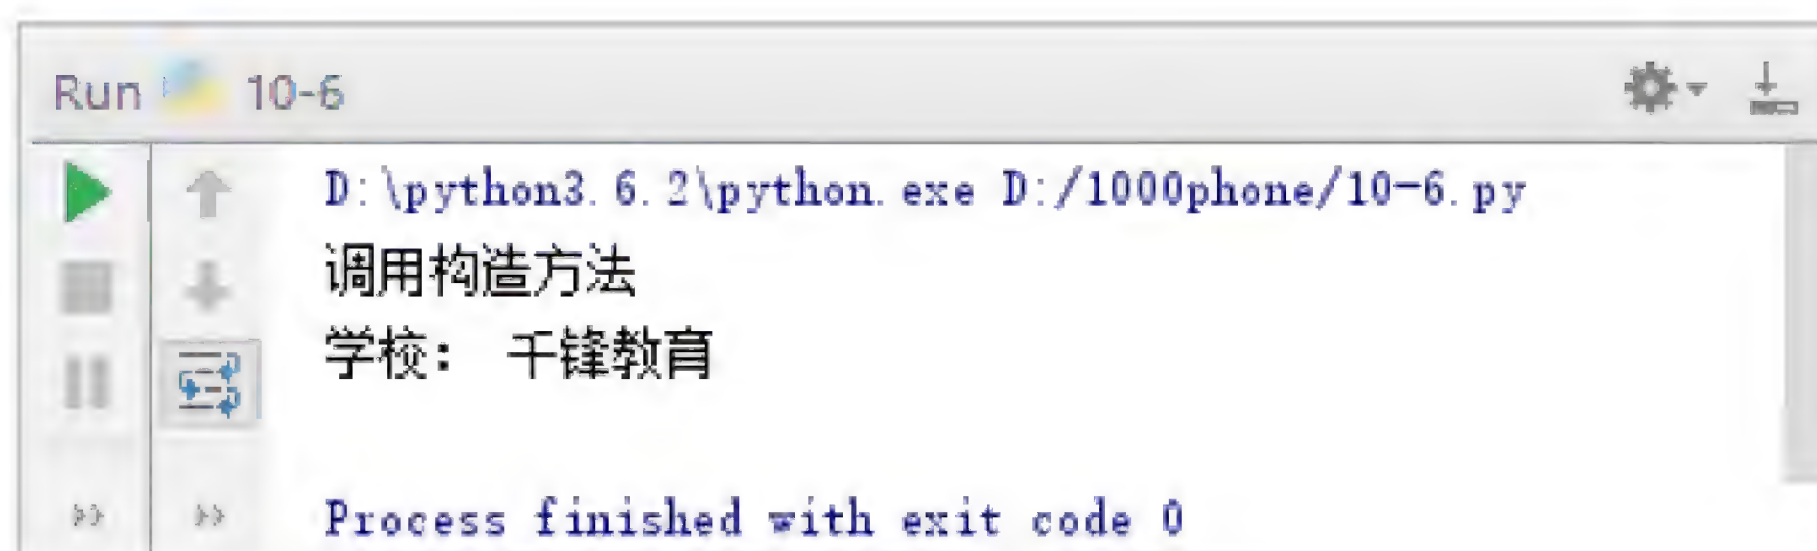 Run 10-6
D:\python3.6.2\python.exe D:/1000phone/10-6.py
调用构造方法
学校： 千锋教育
Process finished with exit code 0